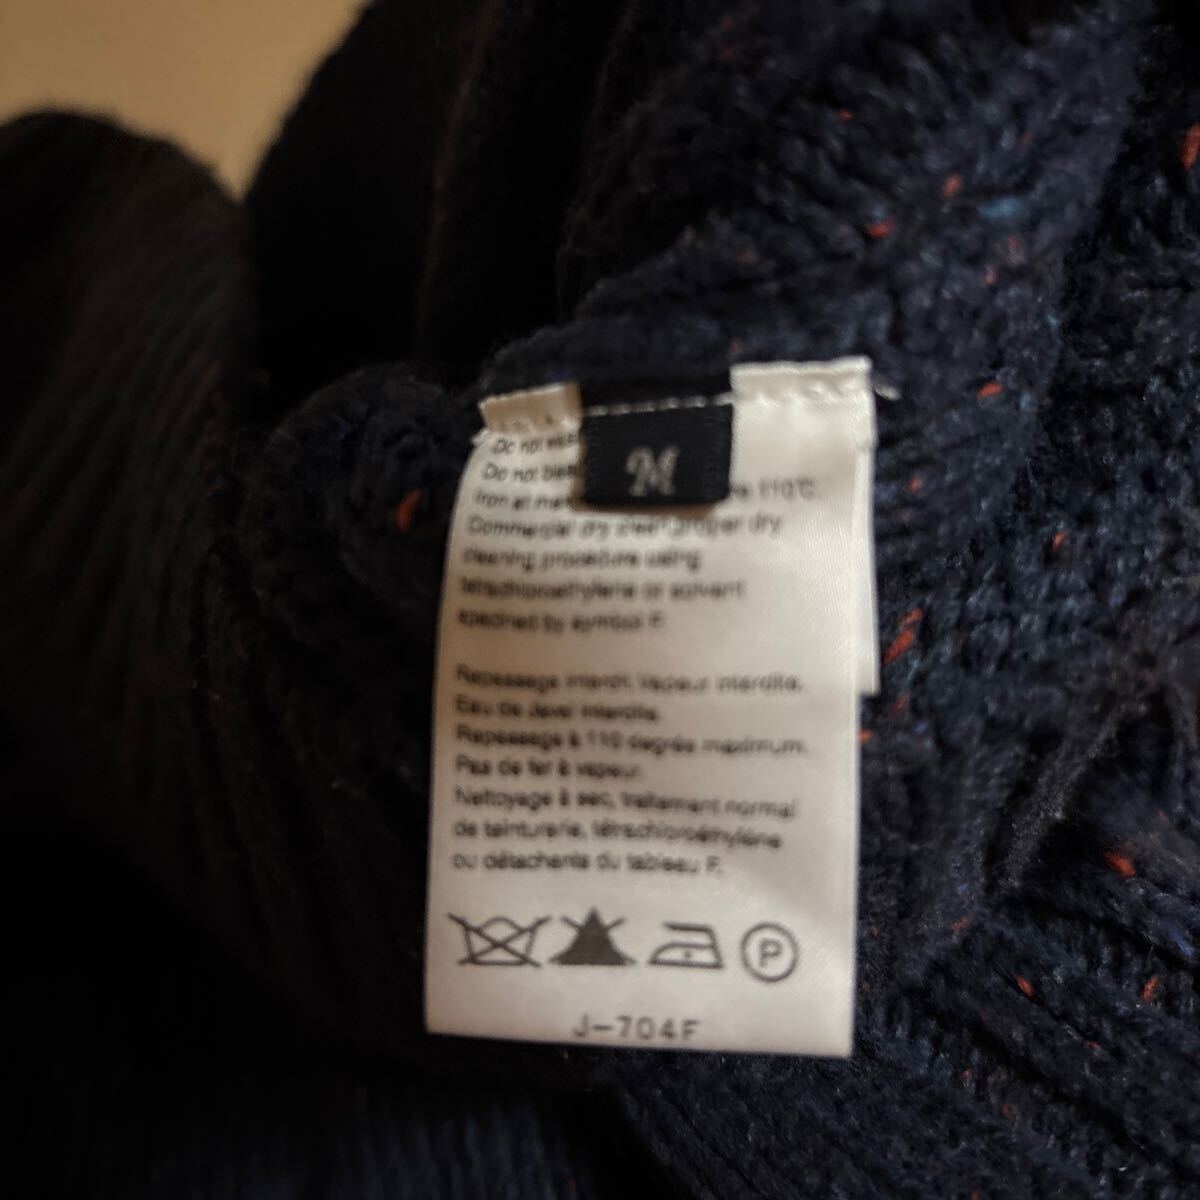 M
Do not
Do not
Iron at 110°C.
Commercial dry clean proper dry
cleaning procedure using
tetrachloroethylene or solvent
specified by symbol F.
Repassage interdit. Vapeur interdite.
Eau de Javel interdite.
Repassage à 110 degrés maximum.
Pas de fer à vapeur.
Nettoyage à sec, traitement normal
de teinturerie, tétrachloroéthylène
ou détachants du tableau F.
P
J-704F